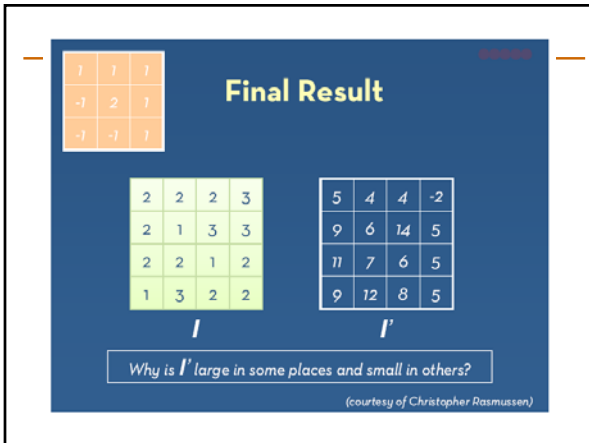 1 1 1
-1 2 1
-1 -1 1
Final Result
2 2 2 3
2 1 3 3
2 2 1 2
1 3 2 2
I
5 4 4 -2
9 6 14 5
11 7 6 5
9 12 8 5
I’
Why is I’ large in some places and small in others?
(courtesy of Christopher Rasmussen)